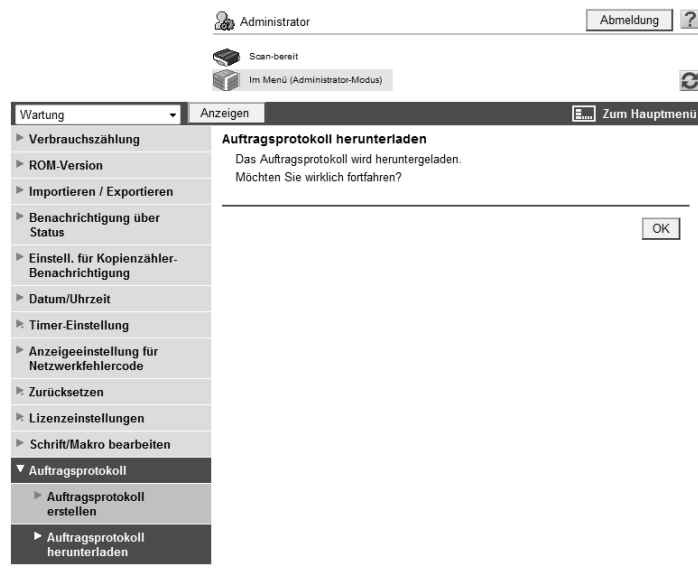 Administrator
Abmeldung
?
Scan-bereit
Im Menü (Administrator-Modus)
Wartung
Anzeigen
Zum Hauptmenü
Verbrauchszählung
ROM-Version
Importieren / Exportieren
Benachrichtigung über
Status
Einstell. für Kopienzähler-
Benachrichtigung
Datum/Uhrzeit
Timer-Einstellung
Anzeigeeinstellung für
Netzwerkfehlercode
Zurücksetzen
Lizenzeinstellungen
Schrift/Makro bearbeiten
Auftragsprotokoll
Auftragsprotokoll
erstellen
Auftragsprotokoll
herunterladen
Auftragsprotokoll herunterladen
Das Auftragsprotokoll wird heruntergeladen.
Möchten Sie wirklich fortfahren?
OK